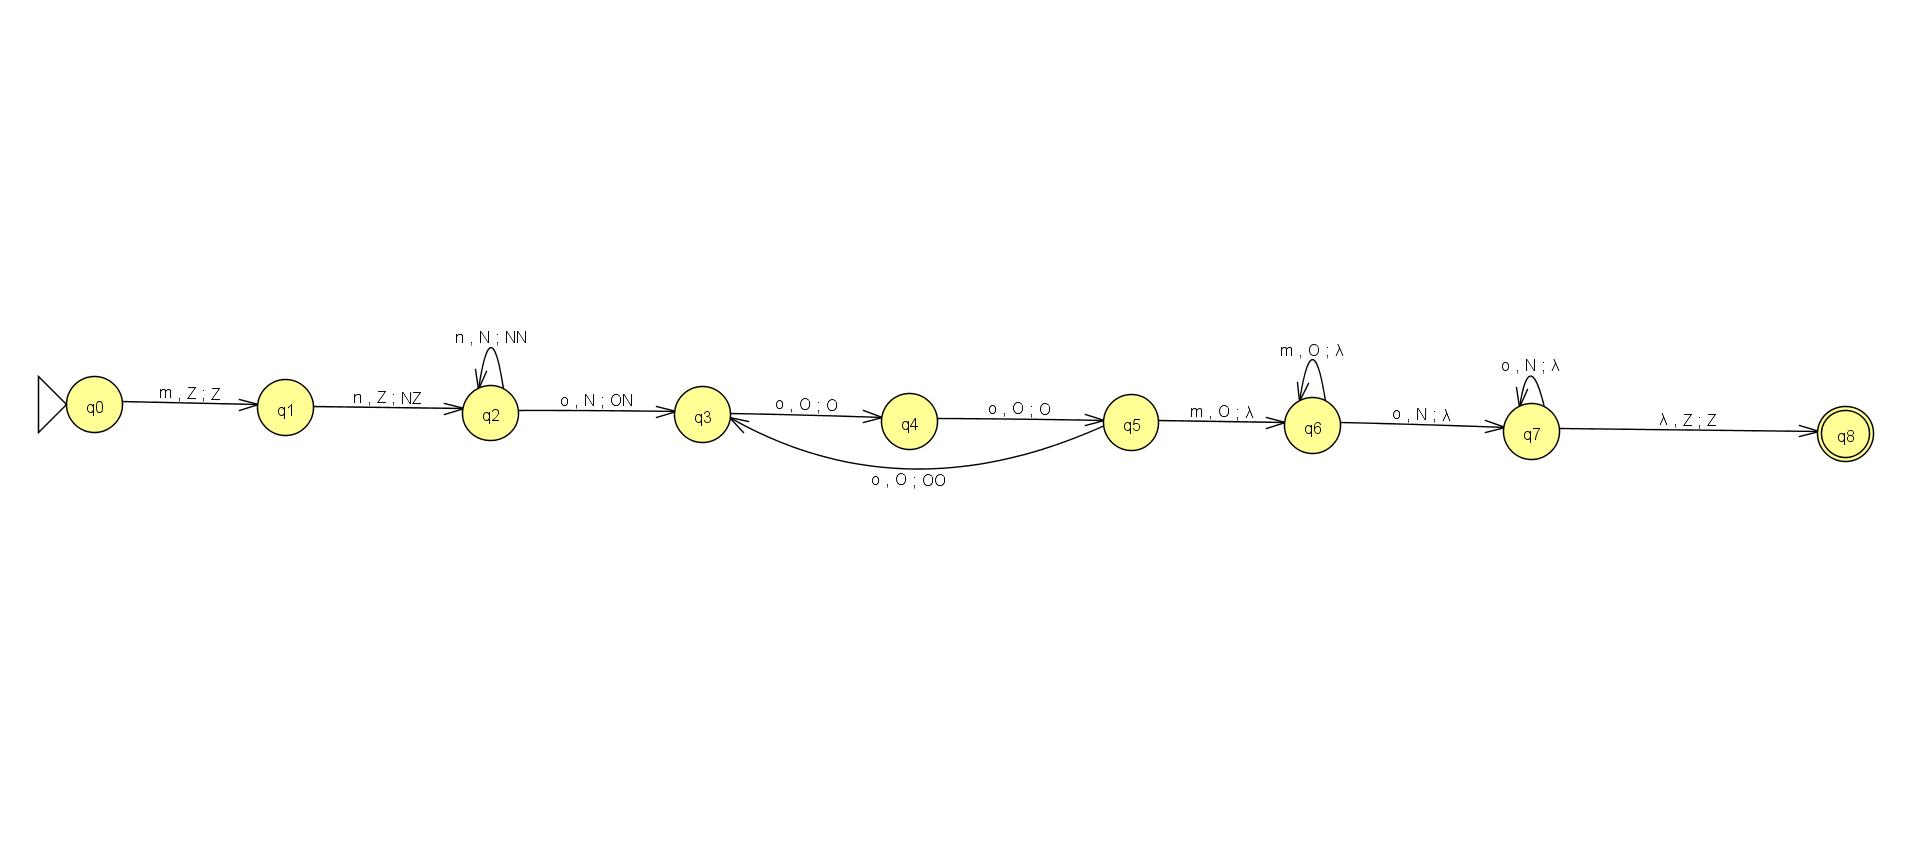 n , N ; NN
m , O ; λ
o , N ; λ
m , Z ; Z
n , Z ; NZ
o , N ; ON
o , O ; O
o , O ; O
m , O ; λ
o , N ; λ
λ , Z ; Z
q0
q1
q2
q3
q4
q5
q6
q7
q8
o , O ; OO